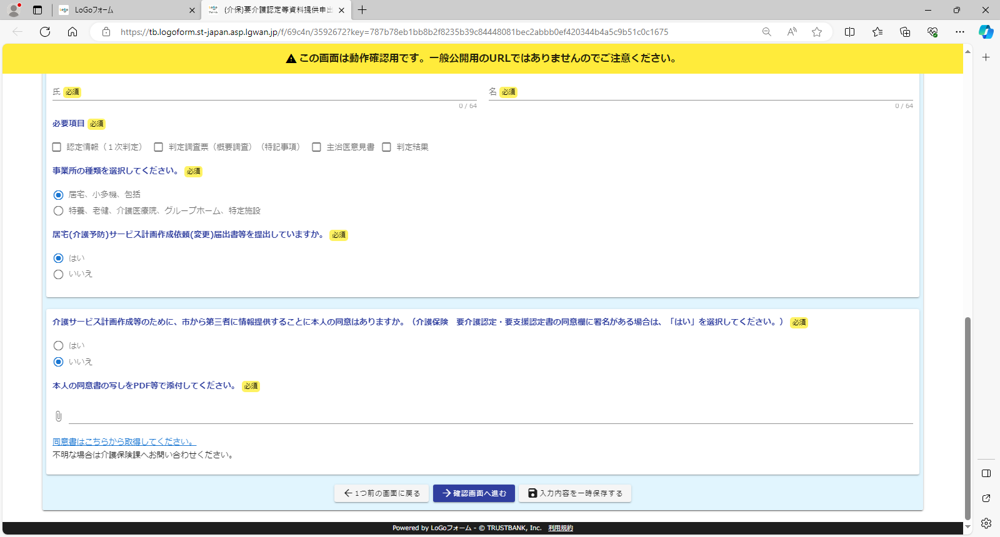 LoGoフォーム
(介保)要介護認定等資料提供申出
https://tb.logoform.st-japan.asp.lgwan.jp/f/69c4n/3592672?key=787b78eb1bb8b2f8235b39c84448081bec2abbb0ef420344b4a5c9b51c0c1675
この画面は動作確認用です。一般公開用のURLではありませんのでご注意ください。
氏 必須
名 必須
0 / 64
0 / 64
必要項目 必須
認定情報（１次判定） 判定調査票（概要調査）（特記事項） 主治医意見書 判定結果
事業所の種類を選択してください。 必須
居宅、小多機、包括
特養、老健、介護医療院、グループホーム、特定施設
居宅(介護予防)サービス計画作成依頼(変更)届出書等を提出していますか。 必須
はい
いいえ
介護サービス計画作成等のために、市から第三者に情報提供することに本人の同意はありますか。（介護保険　要介護認定・要支援認定書の同意欄に署名がある場合は、「はい」を選択してください。） 必須
はい
いいえ
本人の同意書の写しをPDF等で添付してください。 必須
同意書はこちらから取得してください。
不明な場合は介護保険課へお問い合わせください。
1つ前の画面に戻る 確認画面へ進む 入力内容を一時保存する
Powered by LoGoフォーム - © TRUSTBANK, Inc. 利用規約